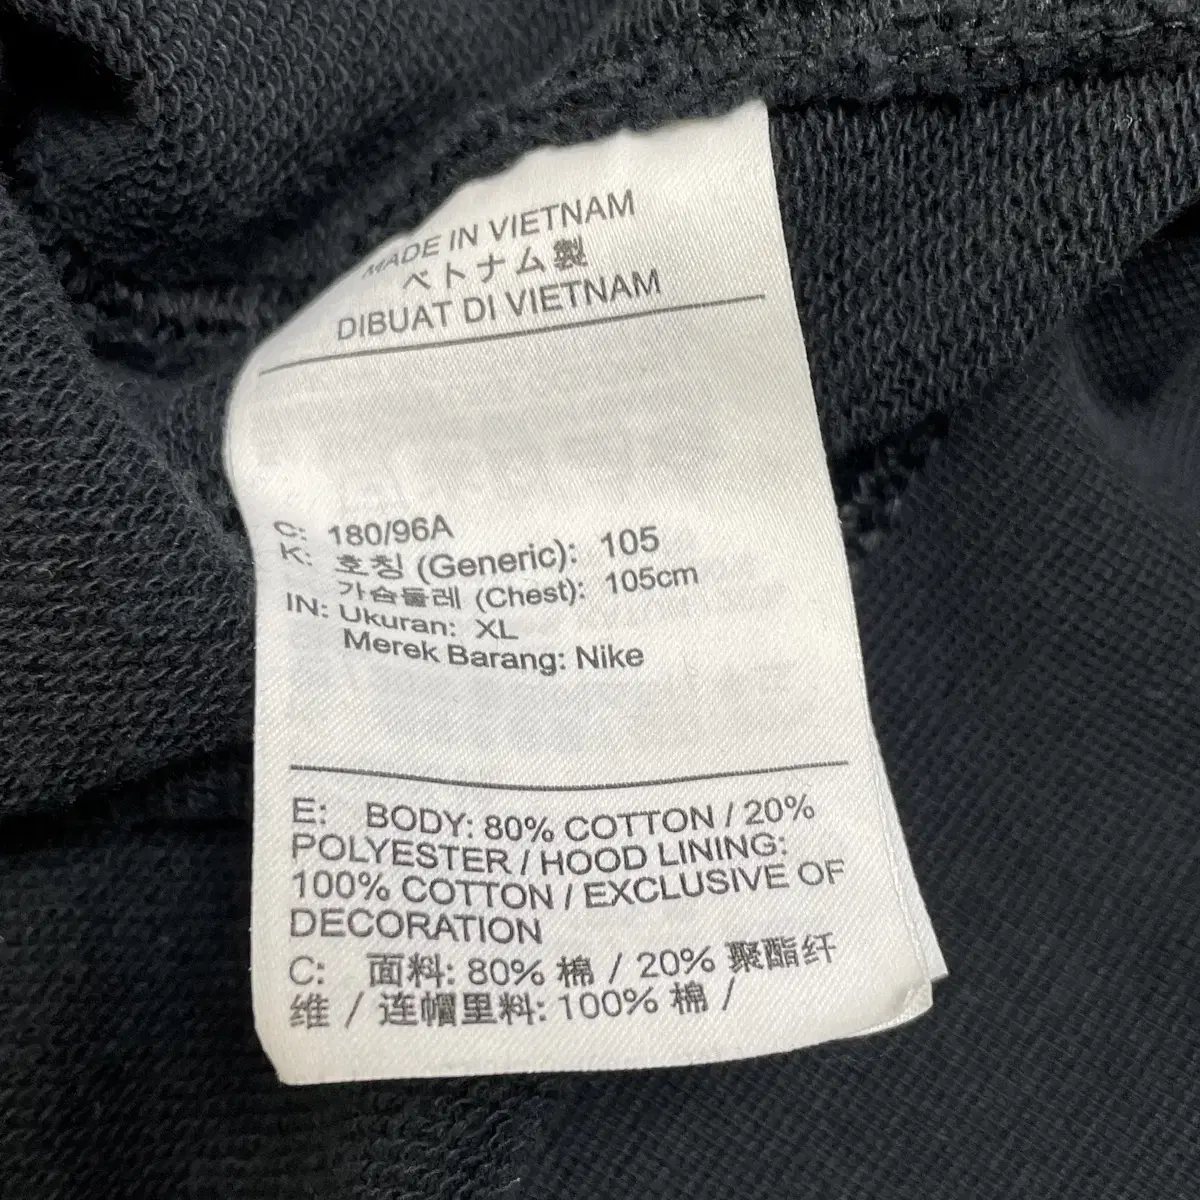 MADE IN VIETNAM
ベトナム製
DIBUAT DI VIETNAM
C: 180/96A
K: 호칭 (Generic): 105
가슴둘레 (Chest): 105cm
IN: Ukuran: XL
Merek Barang: Nike
E: BODY: 80% COTTON / 20%
POLYESTER / HOOD LINING:
100% COTTON / EXCLUSIVE OF
DECORATION
C: 面料: 80% 棉 / 20% 聚酯纤
维 / 连帽里料: 100% 棉 /